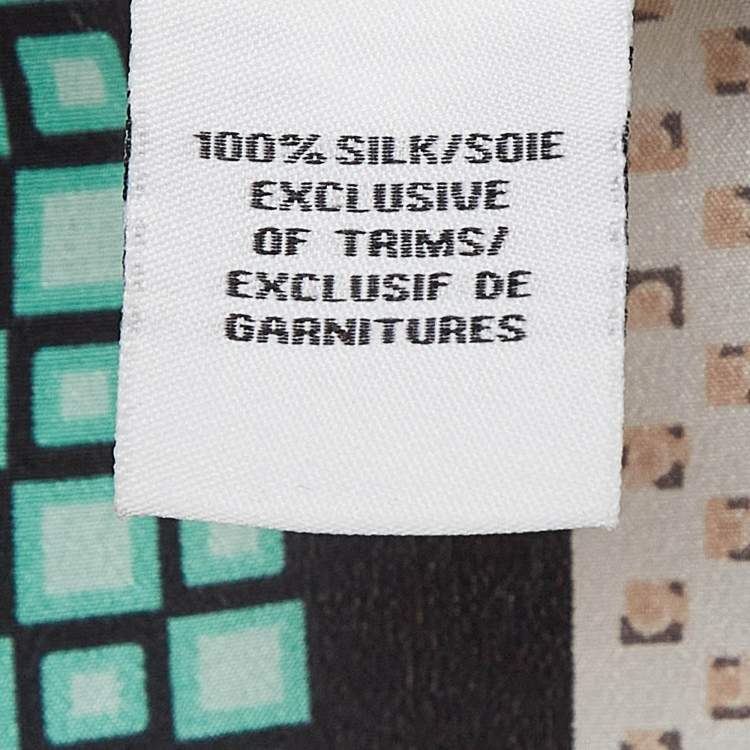 100% SILK/SOIE
EXCLUSIVE
OF TRIMS/
EXCLUSIF DE
GARNITURES